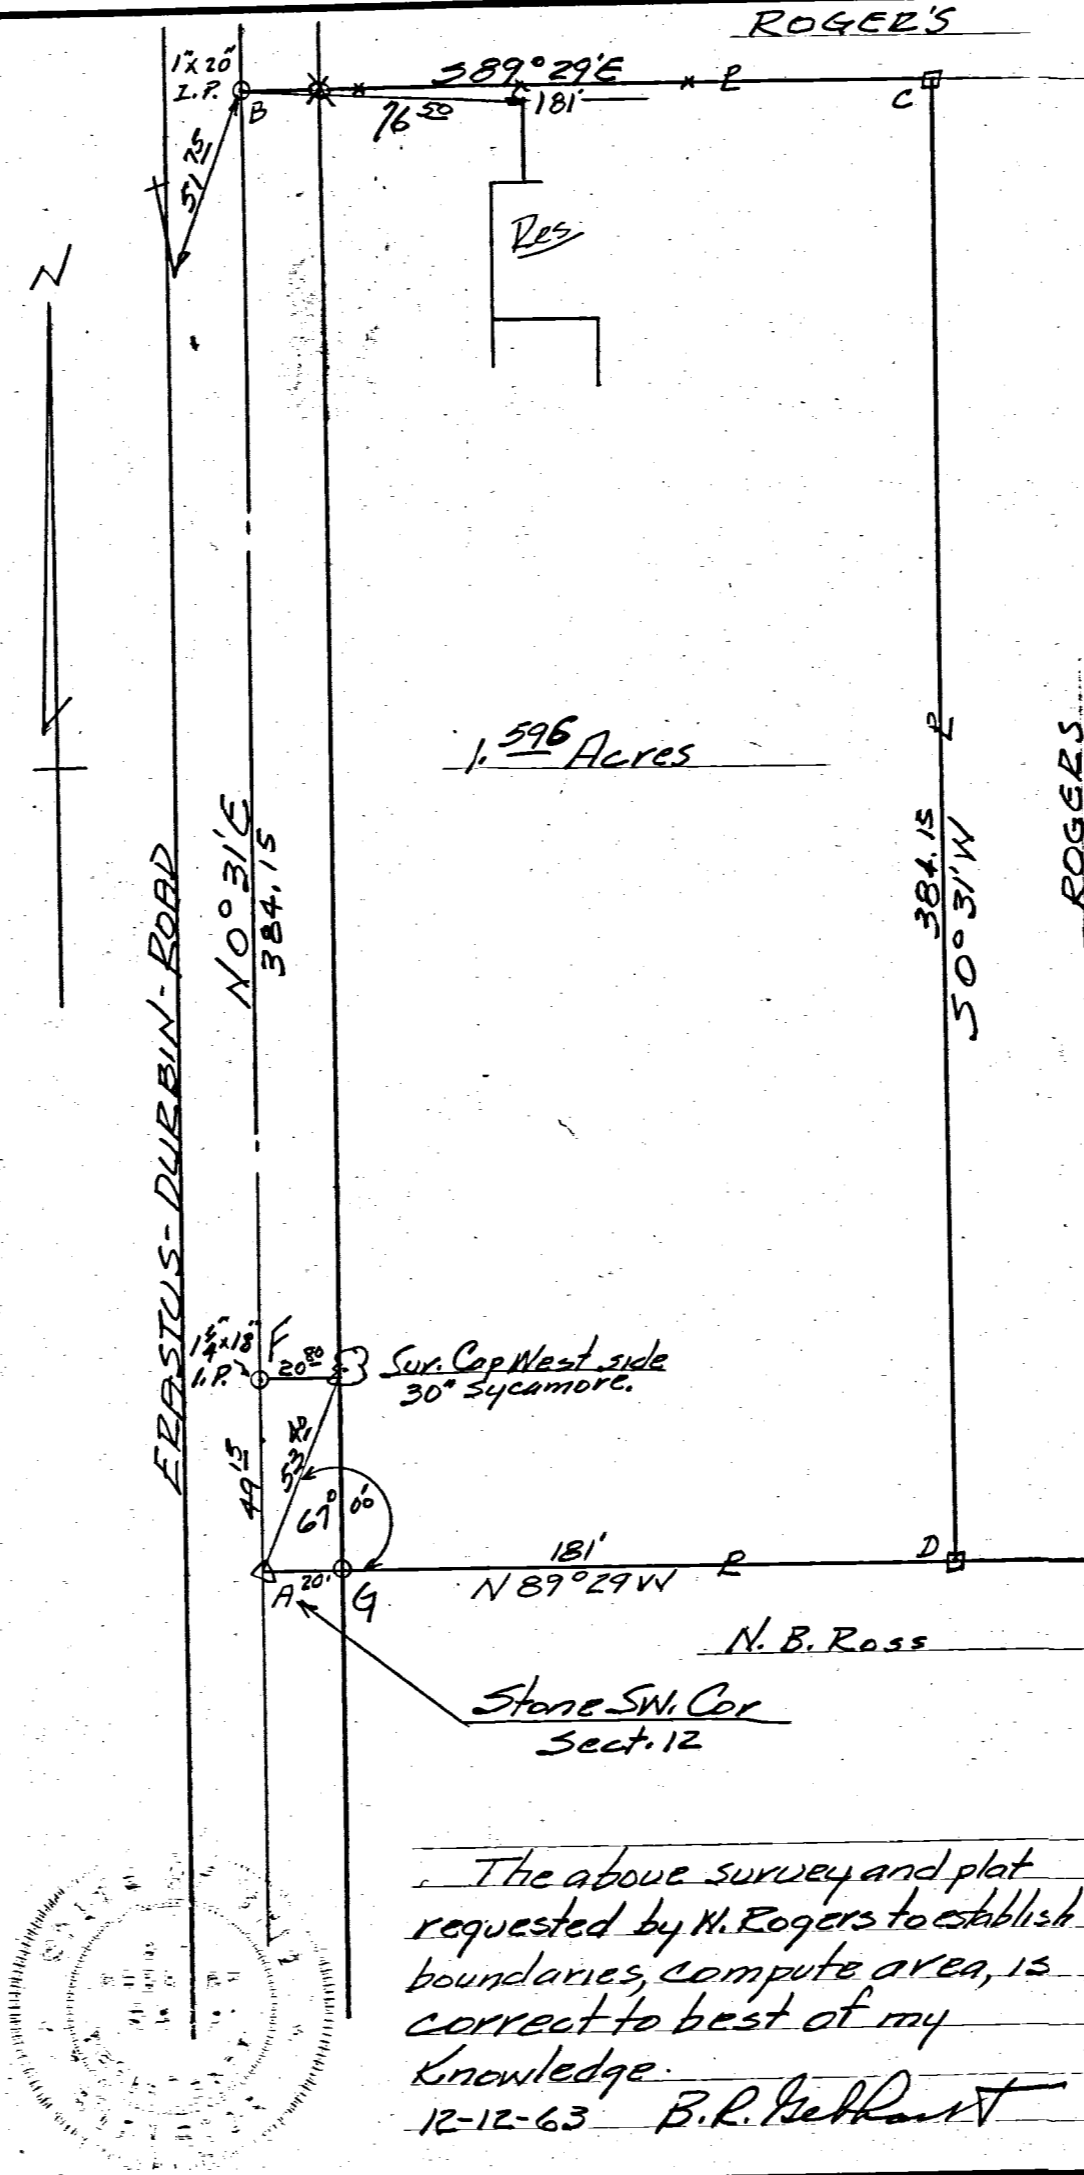 ROGER'S
1"x20"
I.P.
B
S89°29'E
181'
76 50
C
51 75
Res
N
1. 596 Acres
N0°31'E
384.15
384.15
S0°31'W
ROGERS
ERASTUS-DURBIN-ROAD
1¼"x18"
I.P.
F
20 80
Sur. Cap West side
30" Sycamore.
49 15
67° 00'
A 20' G
181'
N89°29'W
D
N. B. Ross
Stone SW. Cor
Sect. 12
The above survey and plat
requested by N. Rogers to establish
boundaries, compute area, is
correct to best of my
Knowledge.
12-12-63 B.R. Gebhart